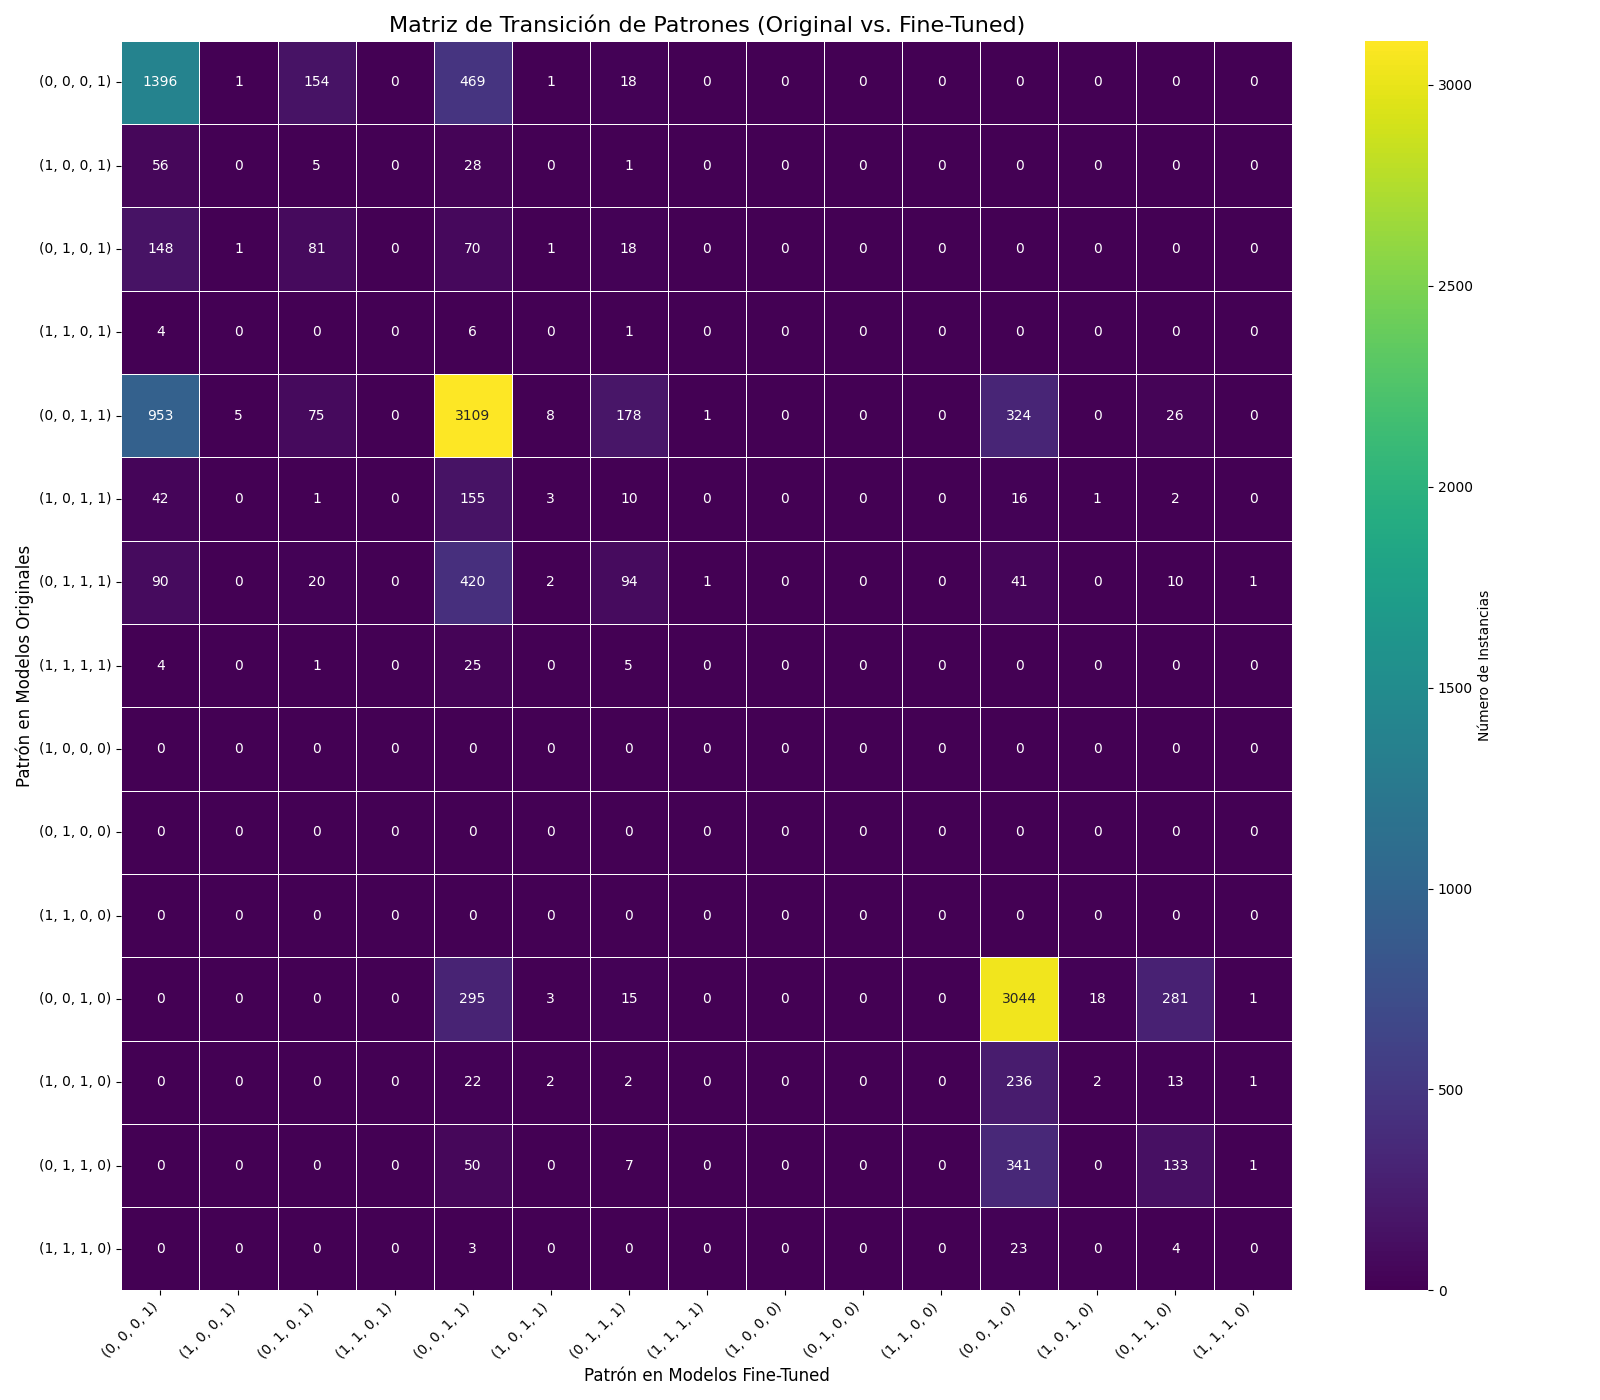 Matriz de Transición de Patrones (Original vs. Fine-Tuned)
(0, 0, 0, 1) 1396 1 154 0 469 1 18 0 0 0 0 0 0 0 0
(1, 0, 0, 1) 56 0 5 0 28 0 1 0 0 0 0 0 0 0 0
(0, 1, 0, 1) 148 1 81 0 70 1 18 0 0 0 0 0 0 0 0
(1, 1, 0, 1) 4 0 0 0 6 0 1 0 0 0 0 0 0 0 0
(0, 0, 1, 1) 953 5 75 0 3109 8 178 1 0 0 0 324 0 26 0
(1, 0, 1, 1) 42 0 1 0 155 3 10 0 0 0 0 16 1 2 0
(0, 1, 1, 1) 90 0 20 0 420 2 94 1 0 0 0 41 0 10 1
(1, 1, 1, 1) 4 0 1 0 25 0 5 0 0 0 0 0 0 0 0
(1, 0, 0, 0) 0 0 0 0 0 0 0 0 0 0 0 0 0 0 0
(0, 1, 0, 0) 0 0 0 0 0 0 0 0 0 0 0 0 0 0 0
(1, 1, 0, 0) 0 0 0 0 0 0 0 0 0 0 0 0 0 0 0
(0, 0, 1, 0) 0 0 0 0 295 3 15 0 0 0 0 3044 18 281 1
(1, 0, 1, 0) 0 0 0 0 22 2 2 0 0 0 0 236 2 13 1
(0, 1, 1, 0) 0 0 0 0 50 0 7 0 0 0 0 341 0 133 1
(1, 1, 1, 0) 0 0 0 0 3 0 0 0 0 0 0 23 0 4 0
(0, 0, 0, 1) (1, 0, 0, 1) (0, 1, 0, 1) (1, 1, 0, 1) (0, 0, 1, 1) (1, 0, 1, 1) (0, 1, 1, 1) (1, 1, 1, 1) (1, 0, 0, 0) (0, 1, 0, 0) (1, 1, 0, 0) (0, 0, 1, 0) (1, 0, 1, 0) (0, 1, 1, 0) (1, 1, 1, 0)
Patrón en Modelos Fine-Tuned
Patrón en Modelos Originales
3000
2500
2000
1500
1000
500
0
Número de Instancias